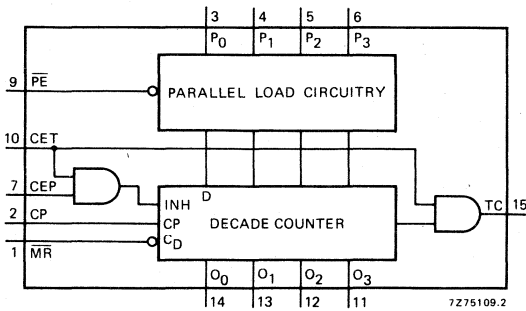 3 4 5 6
P0 P1 P2 P3
9 PE
PARALLEL LOAD CIRCUITRY
10 CET
7 CEP
D
INH
TC 15
2 CP
CP
DECADE COUNTER
CD
1 MR
O0 O1 O2 O3
14 13 12 11
7Z75109.2